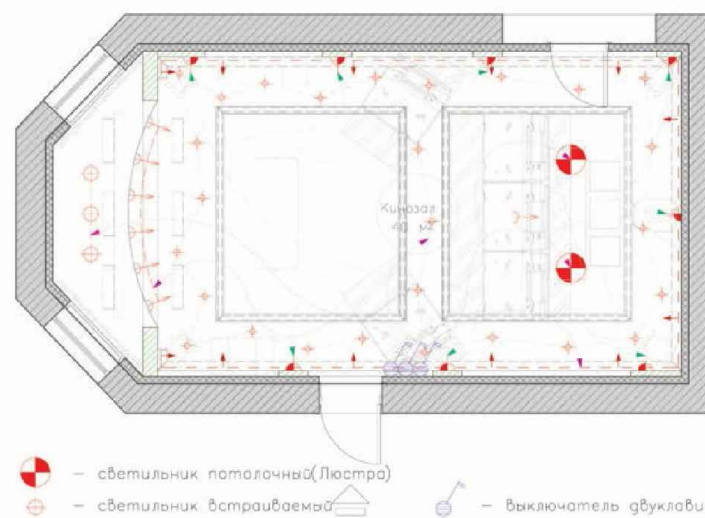 Кинозал
40 м²
– светильник потолочный(Люстра)
– светильник встраиваемый
– выключатель двуклави